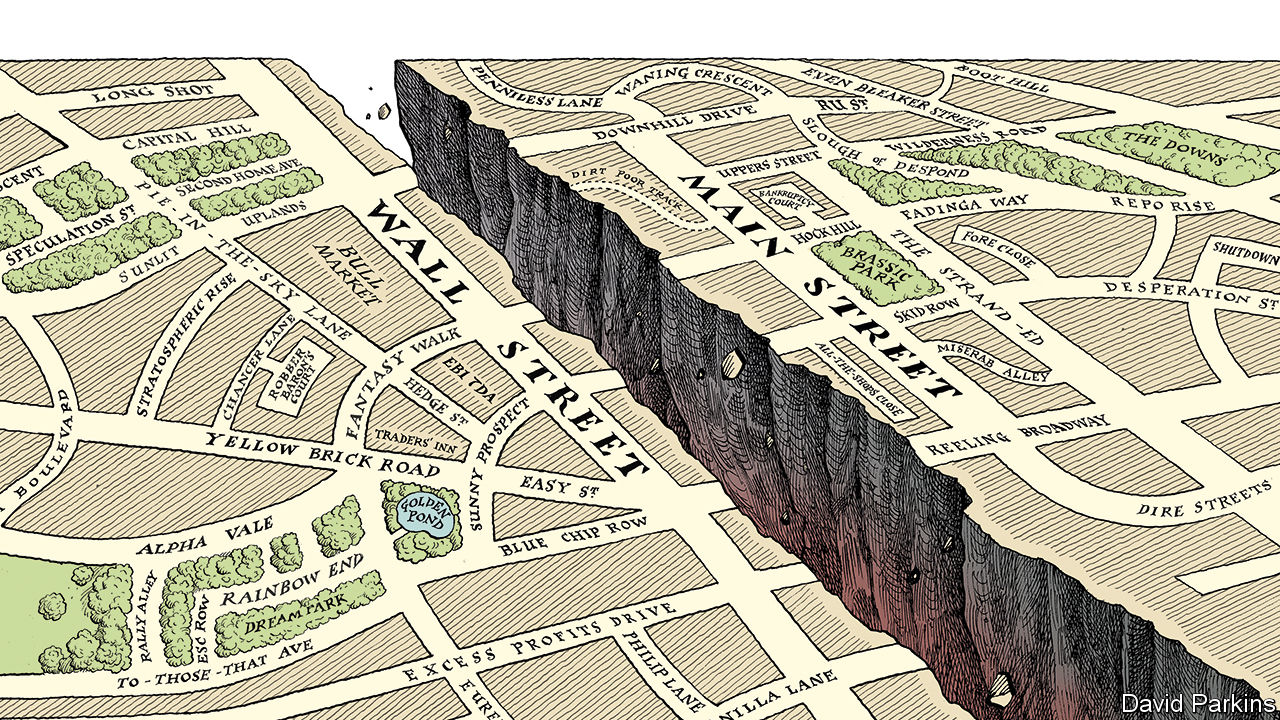 LONG SHOT
CAPITAL HILL
SECOND HOME AVE
SPECULATION ST
PIE IN
THE SKY LANE
UPLANDS
SUNLIT
BULL
MARKET
STRATOSPHERIC RISE
CHANCER LANE
ROBBER
BARON'S
COURT
FANTASY WALK
EBITDA
HEDGE ST
TRADERS' INN
YELLOW BRICK ROAD
SUNNY PROSPECT
BOULEVARD
WALL STREET
EASY ST
GOLDEN
POND
BLUE CHIP ROW
ALPHA VALE
RAINBOW END
DREAM PARK
RALLY ALLEY
ESC ROW
TO-THOSE-THAT AVE
EXCESS PROFITS DRIVE
PHILIP LANE
PENNILESS LANE
WANING CRESCENT
EVEN BLEAKER STREET
BOOT HILL
RU ST
DOWNHILL DRIVE
SLOUGH OF DESPOND
WILDERNESS ROAD
THE DOWNS
UPPERS STREET
DIRT POOR TRACK
BANKRUPTCY
COURT
FADINGA WAY
REPO RISE
MAIN STREET
HOCK HILL
BRASSIC
PARK
THE STRAND-ED
FORE CLOSE
SHUTDOWN
DESPERATION ST
SKID ROW
MISERAB ALLEY
ALL-THE-SHOPS CLOSE
REELING BROADWAY
DIRE STREETS
David Parkins